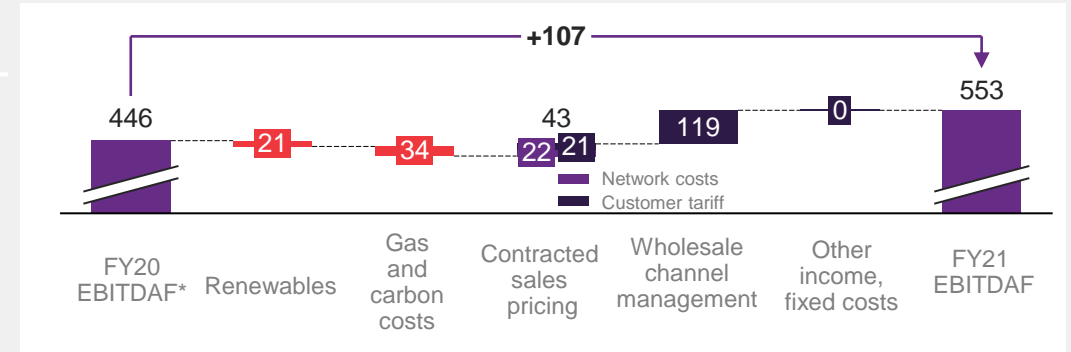 +107
446
21
34
43
22
21
119
0
553
Network costs
Customer tariff
FY20
EBITDAF*
Renewables
Gas
and
carbon
costs
Contracted
sales
pricing
Wholesale
channel
management
Other
income,
fixed costs
FY21
EBITDAF